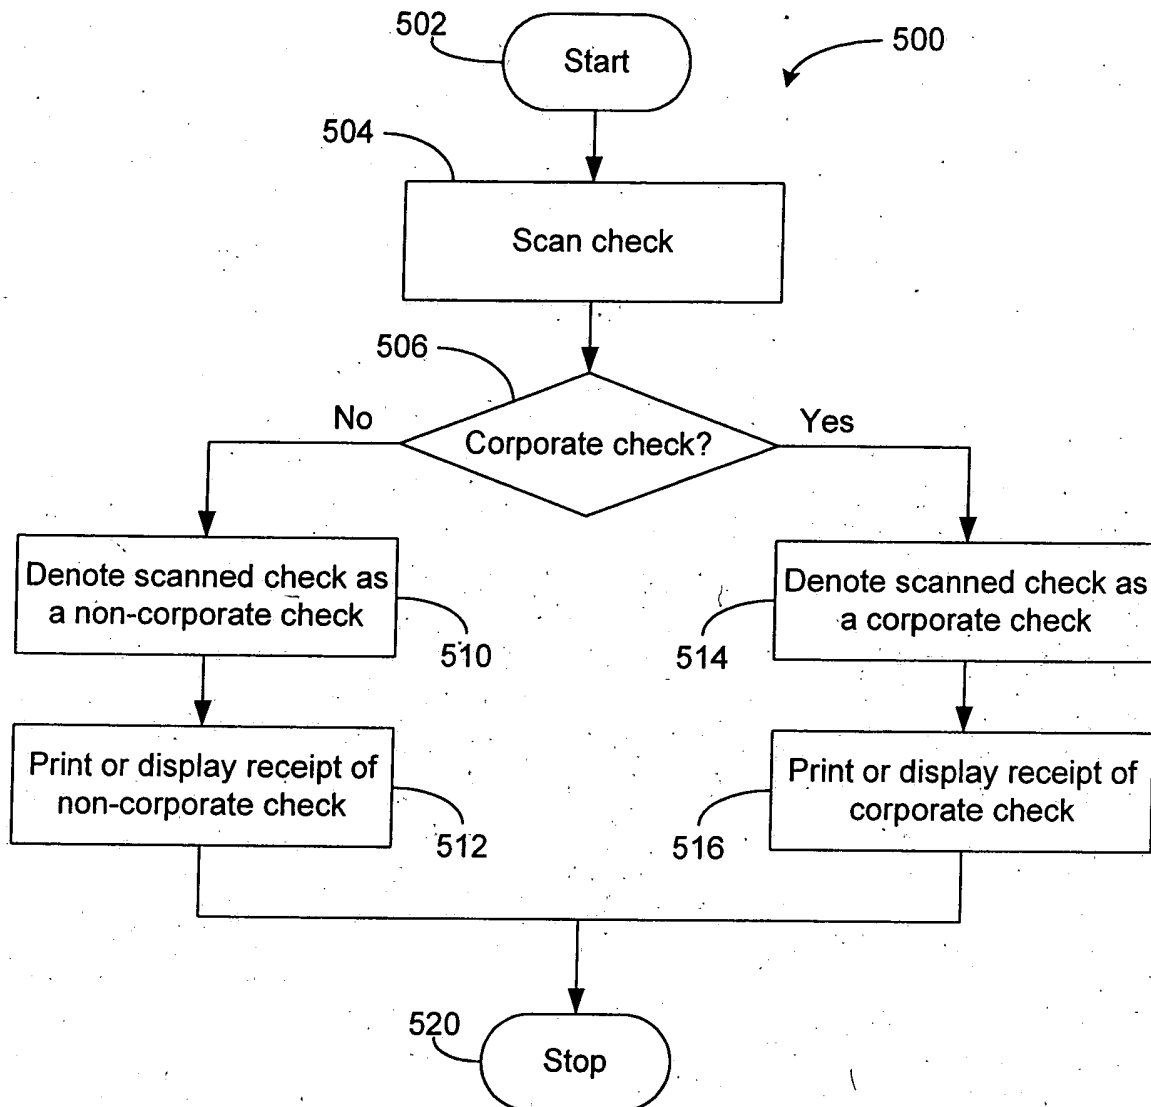 502
Start
500
504
Scan check
506
No
Corporate check?
Yes
Denote scanned check as
a non-corporate check
510
514
Denote scanned check as
a corporate check
Print or display receipt of
non-corporate check
512
516
Print or display receipt of
corporate check
520
Stop